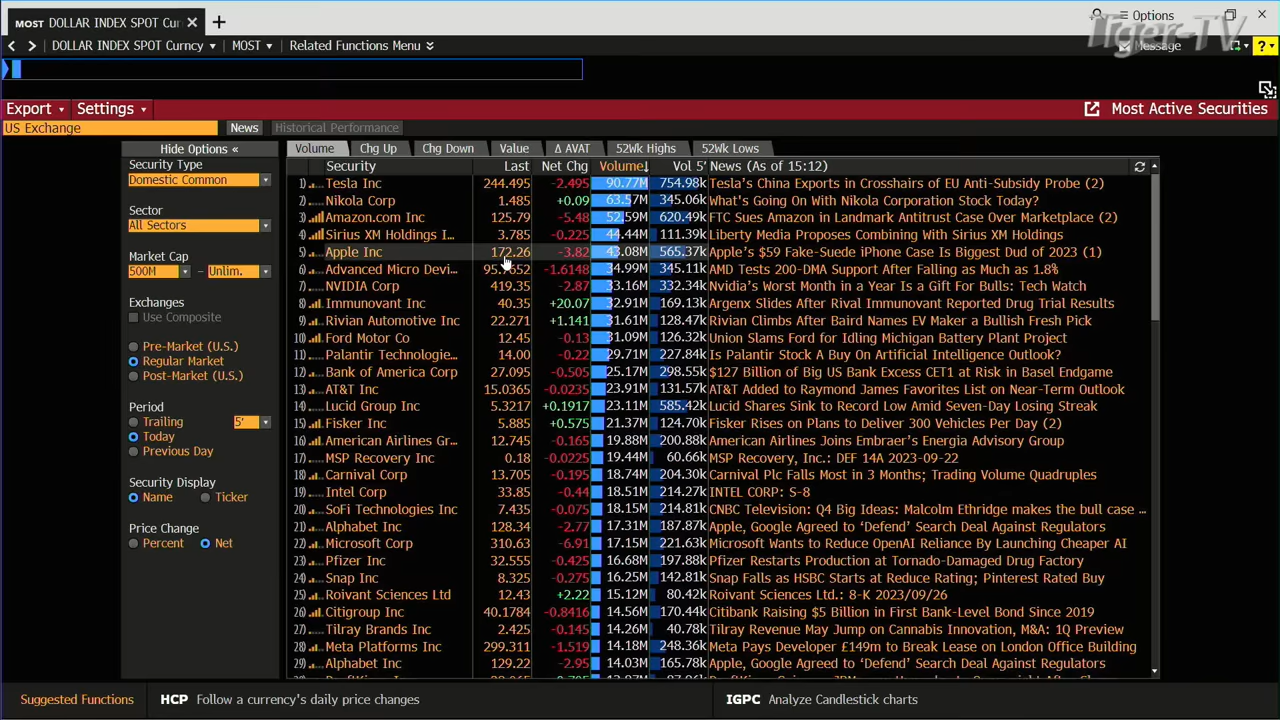 MOST DOLLAR INDEX SPOT Cur
Options
DOLLAR INDEX SPOT Curncy MOST Related Functions Menu
Message
Tiger-TV
Export Settings Most Active Securities
US Exchange News Historical Performance
Hide Options « Volume Chg Up Chg Down Value Δ AVAT 52Wk Highs 52Wk Lows
Security Type
Domestic Common
Sector
All Sectors
Market Cap
500M – Unlim.
Exchanges
Use Composite
Pre-Market (U.S.)
Regular Market
Post-Market (U.S.)
Period
Trailing 5'
Today
Previous Day
Security Display
Name Ticker
Price Change
Percent Net
Security Last Net Chg Volume↓ Vol 5' News (As of 15:12)
1) Tesla Inc 244.495 -2.495 90.77M 754.98k Tesla's China Exports in Crosshairs of EU Anti-Subsidy Probe (2)
2) Nikola Corp 1.485 +0.09 63.57M 345.06k What's Going On With Nikola Corporation Stock Today?
3) Amazon.com Inc 125.79 -5.48 52.59M 620.49k FTC Sues Amazon in Landmark Antitrust Case Over Marketplace (2)
4) Sirius XM Holdings I... 3.785 -0.225 44.44M 111.39k Liberty Media Proposes Combining With Sirius XM Holdings
5) Apple Inc 172.26 -3.82 43.08M 565.37k Apple's $59 Fake-Suede iPhone Case Is Biggest Dud of 2023 (1)
6) Advanced Micro Devi... -1.6148 34.99M 345.11k AMD Tests 200-DMA Support After Falling as Much as 1.8%
7) NVIDIA Corp 419.35 -2.87 33.16M 332.34k Nvidia's Worst Month in a Year Is a Gift For Bulls: Tech Watch
8) Immunovant Inc 40.35 +20.07 32.91M 169.13k Argenx Slides After Rival Immunovant Reported Drug Trial Results
9) Rivian Automotive Inc 22.271 +1.141 31.61M 128.47k Rivian Climbs After Baird Names EV Maker a Bullish Fresh Pick
10) Ford Motor Co 12.45 -0.13 31.09M 126.32k Union Slams Ford for Idling Michigan Battery Plant Project
11) Palantir Technologie... 14.00 -0.22 29.71M 227.84k Is Palantir Stock A Buy On Artificial Intelligence Outlook?
12) Bank of America Corp 27.095 -0.505 25.17M 298.55k $127 Billion of Big US Bank Excess CET1 at Risk in Basel Endgame
13) AT&T Inc 15.0365 -0.0235 23.91M 131.57k AT&T Added to Raymond James Favorites List on Near-Term Outlook
14) Lucid Group Inc 5.3217 +0.1917 23.11M 585.42k Lucid Shares Sink to Record Low Amid Seven-Day Losing Streak
15) Fisker Inc 5.885 +0.575 21.37M 124.70k Fisker Rises on Plans to Deliver 300 Vehicles Per Day (2)
16) American Airlines Gr... 12.745 -0.165 19.88M 200.88k American Airlines Joins Embraer's Energia Advisory Group
17) MSP Recovery Inc 0.18 -0.0225 19.44M 60.66k MSP Recovery, Inc.: DEF 14A 2023-09-22
18) Carnival Corp 13.705 -0.195 18.74M 204.30k Carnival Plc Falls Most in 3 Months; Trading Volume Quadruples
19) Intel Corp 33.85 -0.44 18.51M 214.27k INTEL CORP: S-8
20) SoFi Technologies Inc 7.435 -0.075 18.15M 214.81k CNBC Television: Q4 Big Ideas: Malcolm Ethridge makes the bull case ...
21) Alphabet Inc 128.34 -2.77 17.31M 187.87k Apple, Google Agreed to 'Defend' Search Deal Against Regulators
22) Microsoft Corp 310.63 -6.91 17.15M 221.63k Microsoft Wants to Reduce OpenAI Reliance By Launching Cheaper AI
23) Pfizer Inc 32.555 -0.425 16.68M 197.88k Pfizer Restarts Production at Tornado-Damaged Drug Factory
24) Snap Inc 8.325 -0.275 16.25M 142.81k Snap Falls as HSBC Starts at Reduce Rating; Pinterest Rated Buy
25) Roivant Sciences Ltd 12.43 +2.22 15.12M 80.42k Roivant Sciences Ltd.: 8-K 2023/09/26
26) Citigroup Inc 40.1784 -0.8416 14.56M 170.44k Citibank Raising $5 Billion in First Bank-Level Bond Since 2019
27) Tilray Brands Inc 2.425 -0.145 14.26M 40.78k Tilray Revenue May Jump on Cannabis Innovation, M&A: 1Q Preview
28) Meta Platforms Inc 299.311 -1.519 14.18M 248.36k Meta Pays Developer £149m to Break Lease on London Office Building
29) Alphabet Inc 129.22 -2.95 14.03M 165.78k Apple, Google Agreed to 'Defend' Search Deal Against Regulators
Suggested Functions HCP Follow a currency's daily price changes IGPC Analyze Candlestick charts